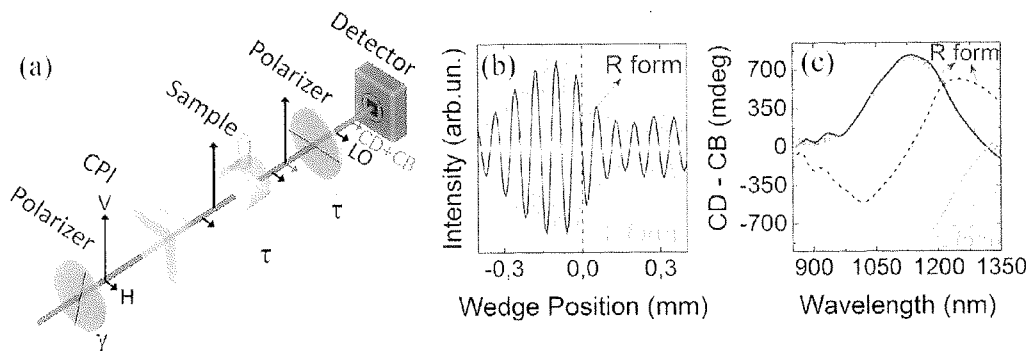 (a)
Detector
Polarizer
CD+CB
LO
Sample
τ
CPI
V
τ
Polarizer
H
γ
(b)
R form
form
Intensity (arb.un.)
-0,3 0,0 0,3
Wedge Position (mm)
(c)
R form
CD - CB (mdeg)
700
350
0
-350
-700
900 1050 1200 1350
Wavelength (nm)